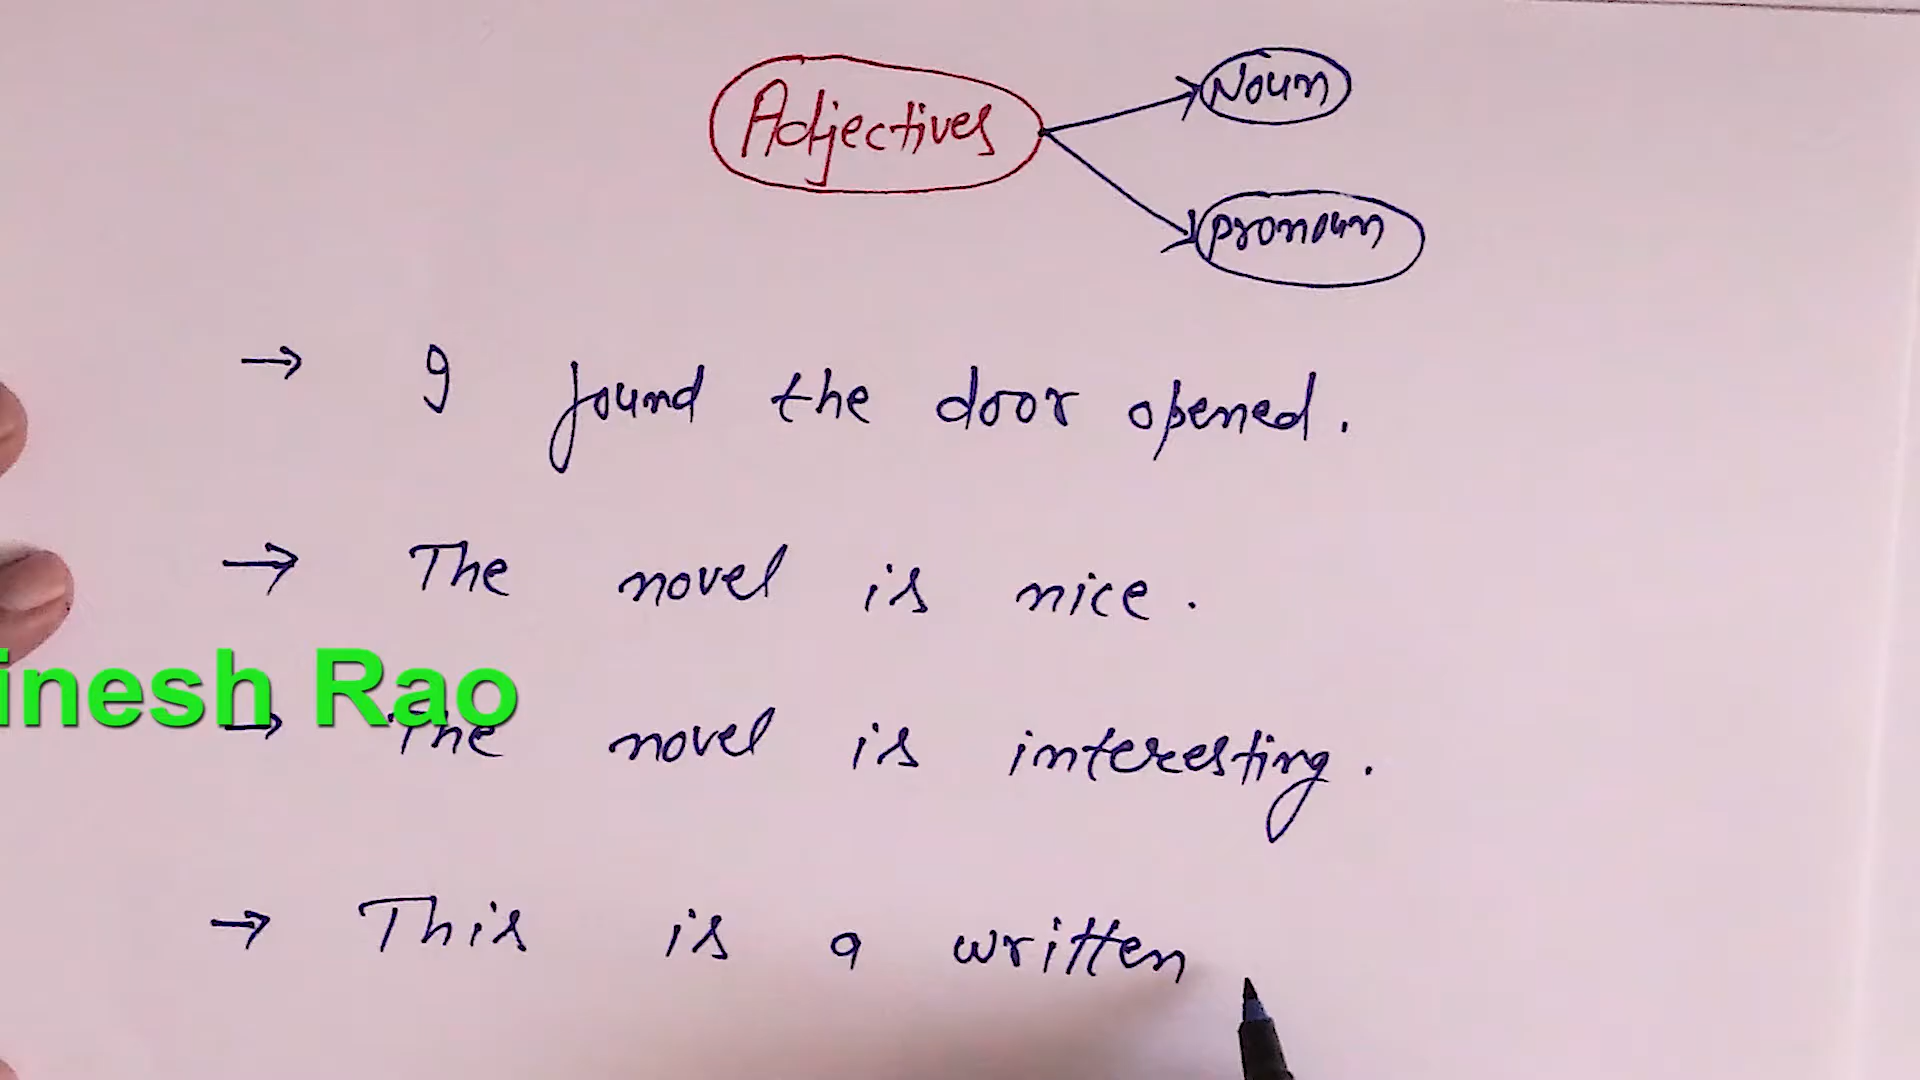 Adjectives
Noun
pronoun
→ I found the door opened.
→ The novel is nice.
inesh Rao
→ The novel is interesting.
→ This is a written